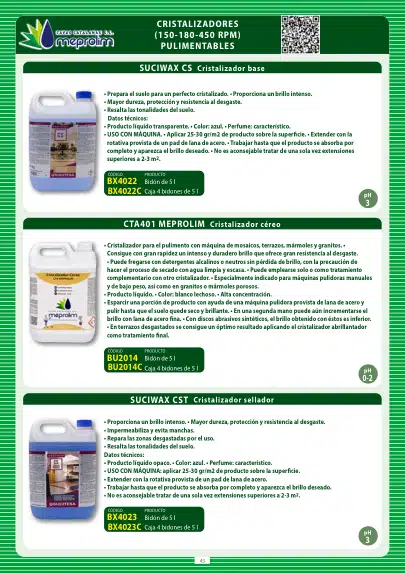 CAYRE CATALANAS S.L.
meprolim
CRISTALIZADORES
(150-180-450 RPM)
PULIMENTABLES
SUCIWAX CS Cristalizador base
• Prepara el suelo para un perfecto cristalizado. • Proporciona un brillo intenso.
• Mayor dureza, protección y resistencia al desgaste.
• Resalta las tonalidades del suelo.
Datos técnicos:
• Producto líquido transparente. • Color: azul. • Perfume: característico.
• USO CON MÁQUINA. • Aplicar 25-30 gr/m2 de producto sobre la superficie. • Extender con la
rotativa provista de un pad de lana de acero. • Trabajar hasta que el producto se absorba por
completo y aparezca el brillo deseado. • No es aconsejable tratar de una sola vez extensiones
superiores a 2-3 m².
CÓDIGO PRODUCTO
BX4022 Bidón de 5 l
BX4022C Caja 4 bidones de 5 l
pH
3
CTA401 MEPROLIM Cristalizador céreo
• Cristalizador para el pulimento con máquina de mosaicos, terrazos, mármoles y granitos. •
Consigue con gran rapidez un intenso y duradero brillo que ofrece gran resistencia al desgaste.
• Puede fregarse con detergentes alcalinos o neutros sin pérdida de brillo, con la precaución de
hacer el proceso de secado con agua limpia y escasa. • Puede emplearse solo o como tratamiento
complementario con otro cristalizador. • Especialmente indicado para máquinas pulidoras manuales
y de bajo peso, así como en granitos o mármoles porosos.
• Producto líquido. • Color: blanco lechoso. • Alta concentración.
• Esparcir una porción de producto con ayuda de una máquina pulidora provista de lana de acero y
pulir hasta que el suelo quede seco y brillante. • En una segunda mano puede aún incrementarse el
brillo con lana de acero fina. • Con discos abrasivos sintéticos, el brillo obtenido con éstos es inferior.
• En terrazos desgastados se consigue un óptimo resultado aplicando el cristalizador abrillantador
como tratamiento final.
CÓDIGO PRODUCTO
BU2014 Bidón de 5 l
BU2014C Caja 4 bidones de 5 l
pH
0-2
SUCIWAX CST Cristalizador sellador
• Proporciona un brillo intenso. • Mayor dureza, protección y resistencia al desgaste.
• Impermeabiliza y evita manchas.
• Repara las zonas desgastadas por el uso.
• Resalta las tonalidades del suelo.
Datos técnicos:
• Producto líquido opaco. • Color: azul. • Perfume: característico.
• USO CON MÁQUINA: aplicar 25-30 gr/m2 de producto sobre la superficie.
• Extender con la rotativa provista de un pad de lana de acero.
• Trabajar hasta que el producto se absorba por completo y aparezca el brillo deseado.
• No es aconsejable tratar de una sola vez extensiones superiores a 2-3 m².
CÓDIGO PRODUCTO
BX4023 Bidón de 5 l
BX4023C Caja 4 bidones de 5 l
pH
3
45